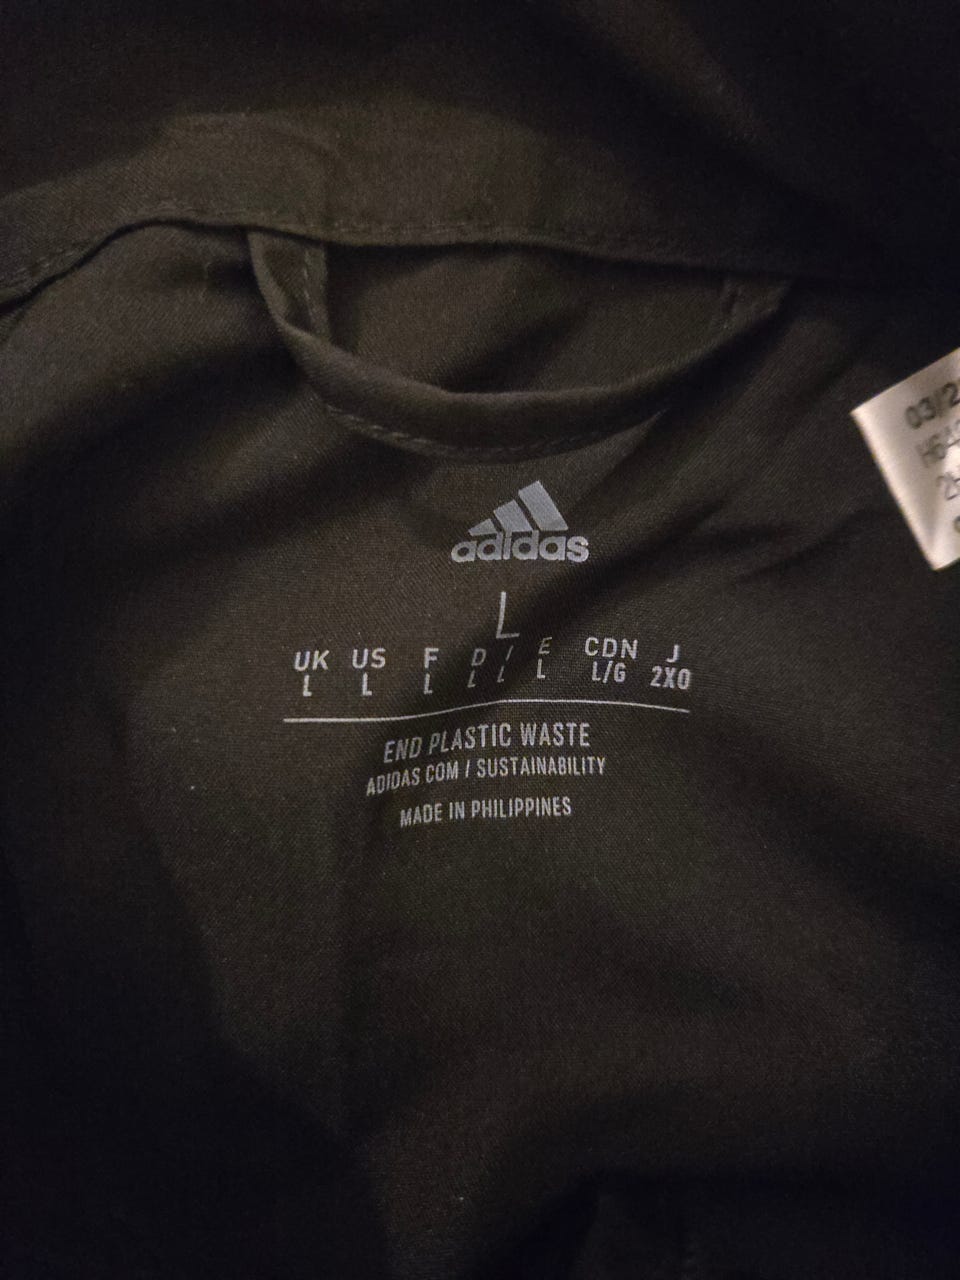 adidas
L
UK US F D I E CDN J
L L L L L L L/G 2XO
END PLASTIC WASTE
ADIDAS COM / SUSTAINABILITY
MADE IN PHILIPPINES